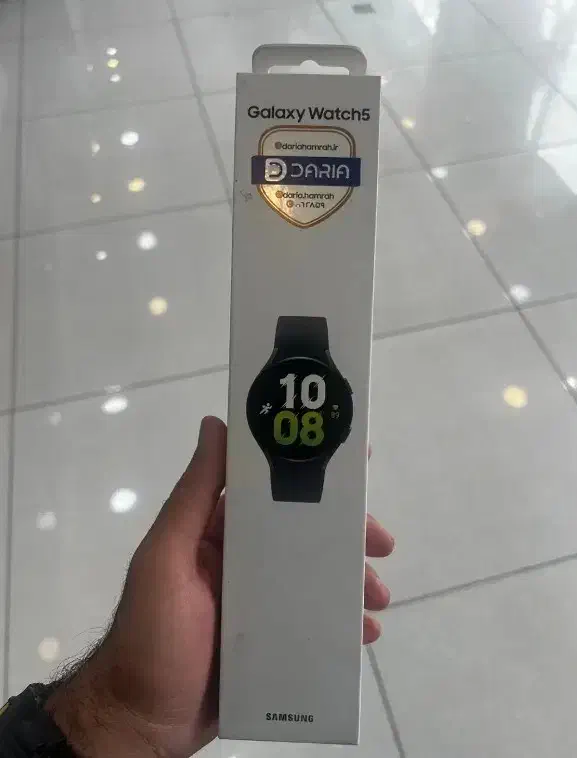 Galaxy Watch5
@dariahamrah.ir
DARIA
@daria.hamrah
10
08
SAMSUNG